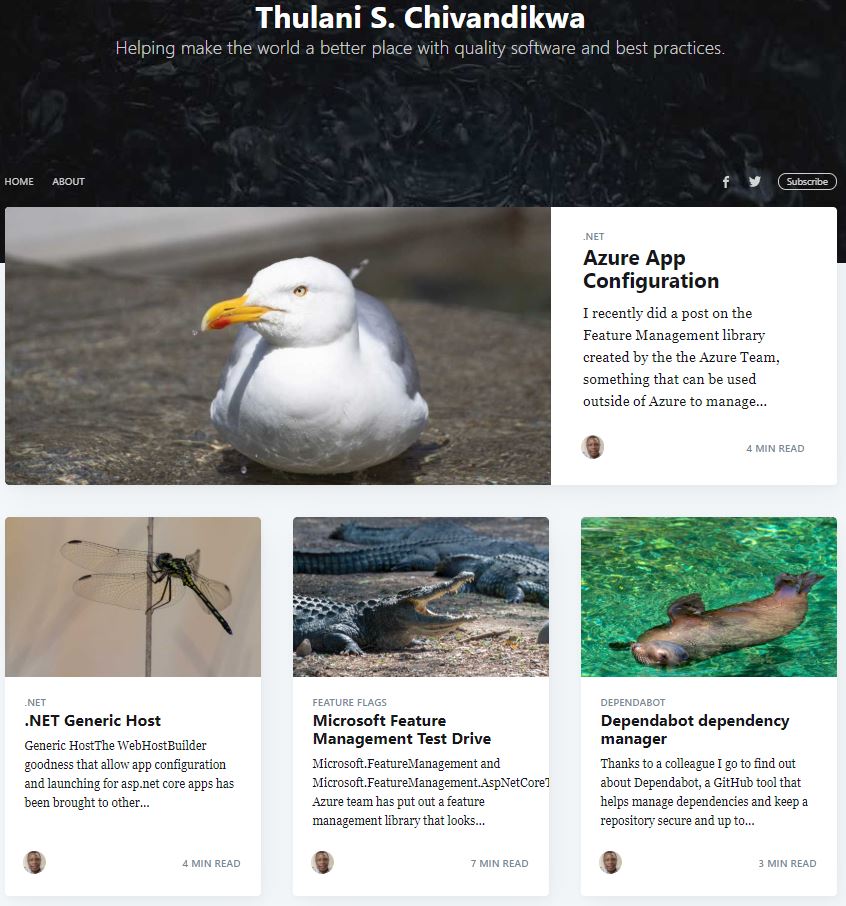 Thulani S. Chivandikwa
Helping make the world a better place with quality software and best practices.
HOME ABOUT Subscribe
.NET
Azure App
Configuration
I recently did a post on the
Feature Management library
created by the the Azure Team,
something that can be used
outside of Azure to manage...
4 MIN READ
.NET
.NET Generic Host
Generic HostThe WebHostBuilder
goodness that allow app configuration
and launching for asp.net core apps has
been brought to other...
4 MIN READ
FEATURE FLAGS
Microsoft Feature
Management Test Drive
Microsoft.FeatureManagement and
Microsoft.FeatureManagement.AspNetCoreT
Azure team has put out a feature
management library that looks...
7 MIN READ
DEPENDABOT
Dependabot dependency
manager
Thanks to a colleague I go to find out
about Dependabot, a GitHub tool that
helps manage dependencies and keep a
repository secure and up to...
3 MIN READ